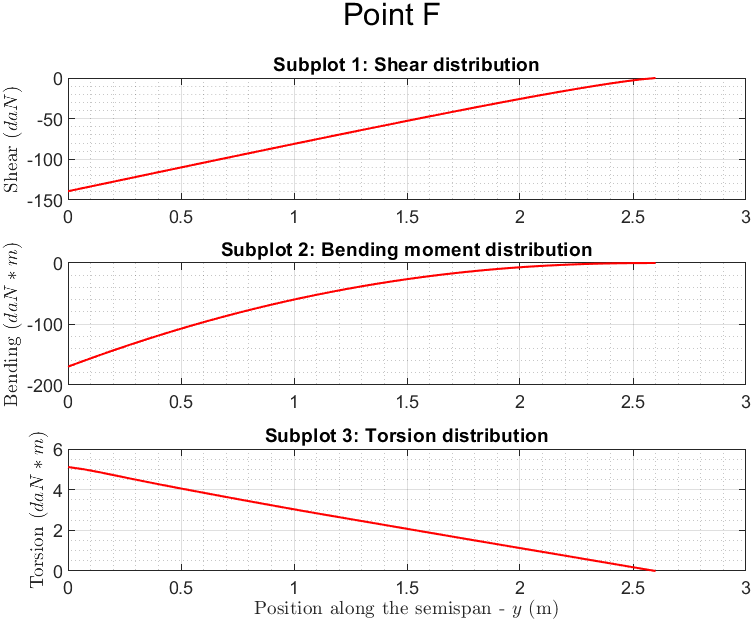 Point F
Subplot 1: Shear distribution
Shear (daN)
0
-50
-100
-150
0 0.5 1 1.5 2 2.5 3
Subplot 2: Bending moment distribution
Bending (daN * m)
0
-100
-200
0 0.5 1 1.5 2 2.5 3
Subplot 3: Torsion distribution
Torsion (daN * m)
6
4
2
0
0 0.5 1 1.5 2 2.5 3
Position along the semispan - y (m)